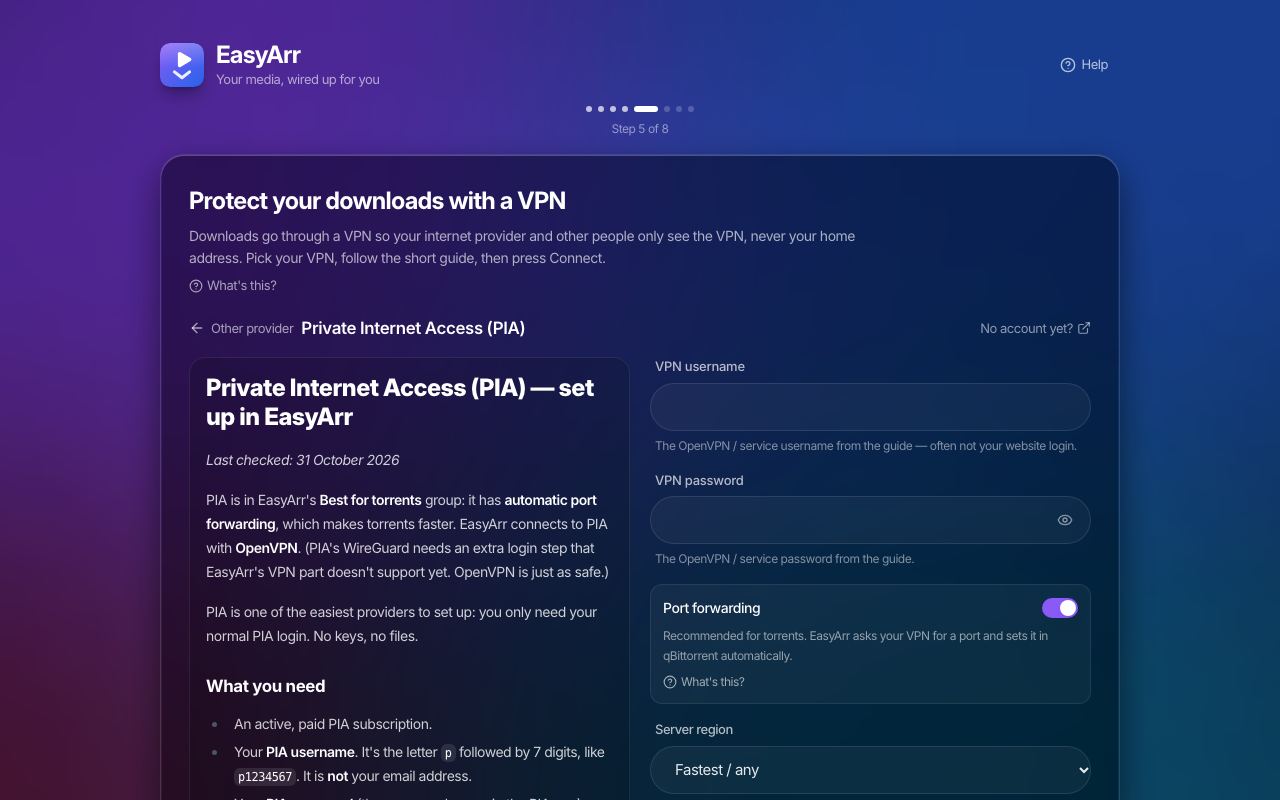 EasyArr
Your media, wired up for you
Help
Step 5 of 8
Protect your downloads with a VPN
Downloads go through a VPN so your internet provider and other people only see the VPN, never your home
address. Pick your VPN, follow the short guide, then press Connect.
What's this?
Other provider Private Internet Access (PIA)
No account yet?
Private Internet Access (PIA) — set
up in EasyArr
Last checked: 31 October 2026
PIA is in EasyArr's Best for torrents group: it has automatic port
forwarding, which makes torrents faster. EasyArr connects to PIA
with OpenVPN. (PIA's WireGuard needs an extra login step that
EasyArr's VPN part doesn't support yet. OpenVPN is just as safe.)
PIA is one of the easiest providers to set up: you only need your
normal PIA login. No keys, no files.
What you need
An active, paid PIA subscription.
Your PIA username. It's the letter p followed by 7 digits, like
p1234567. It is not your email address.
VPN username
The OpenVPN / service username from the guide — often not your website login.
VPN password
The OpenVPN / service password from the guide.
Port forwarding
Recommended for torrents. EasyArr asks your VPN for a port and sets it in
qBittorrent automatically.
What's this?
Server region
Fastest / any